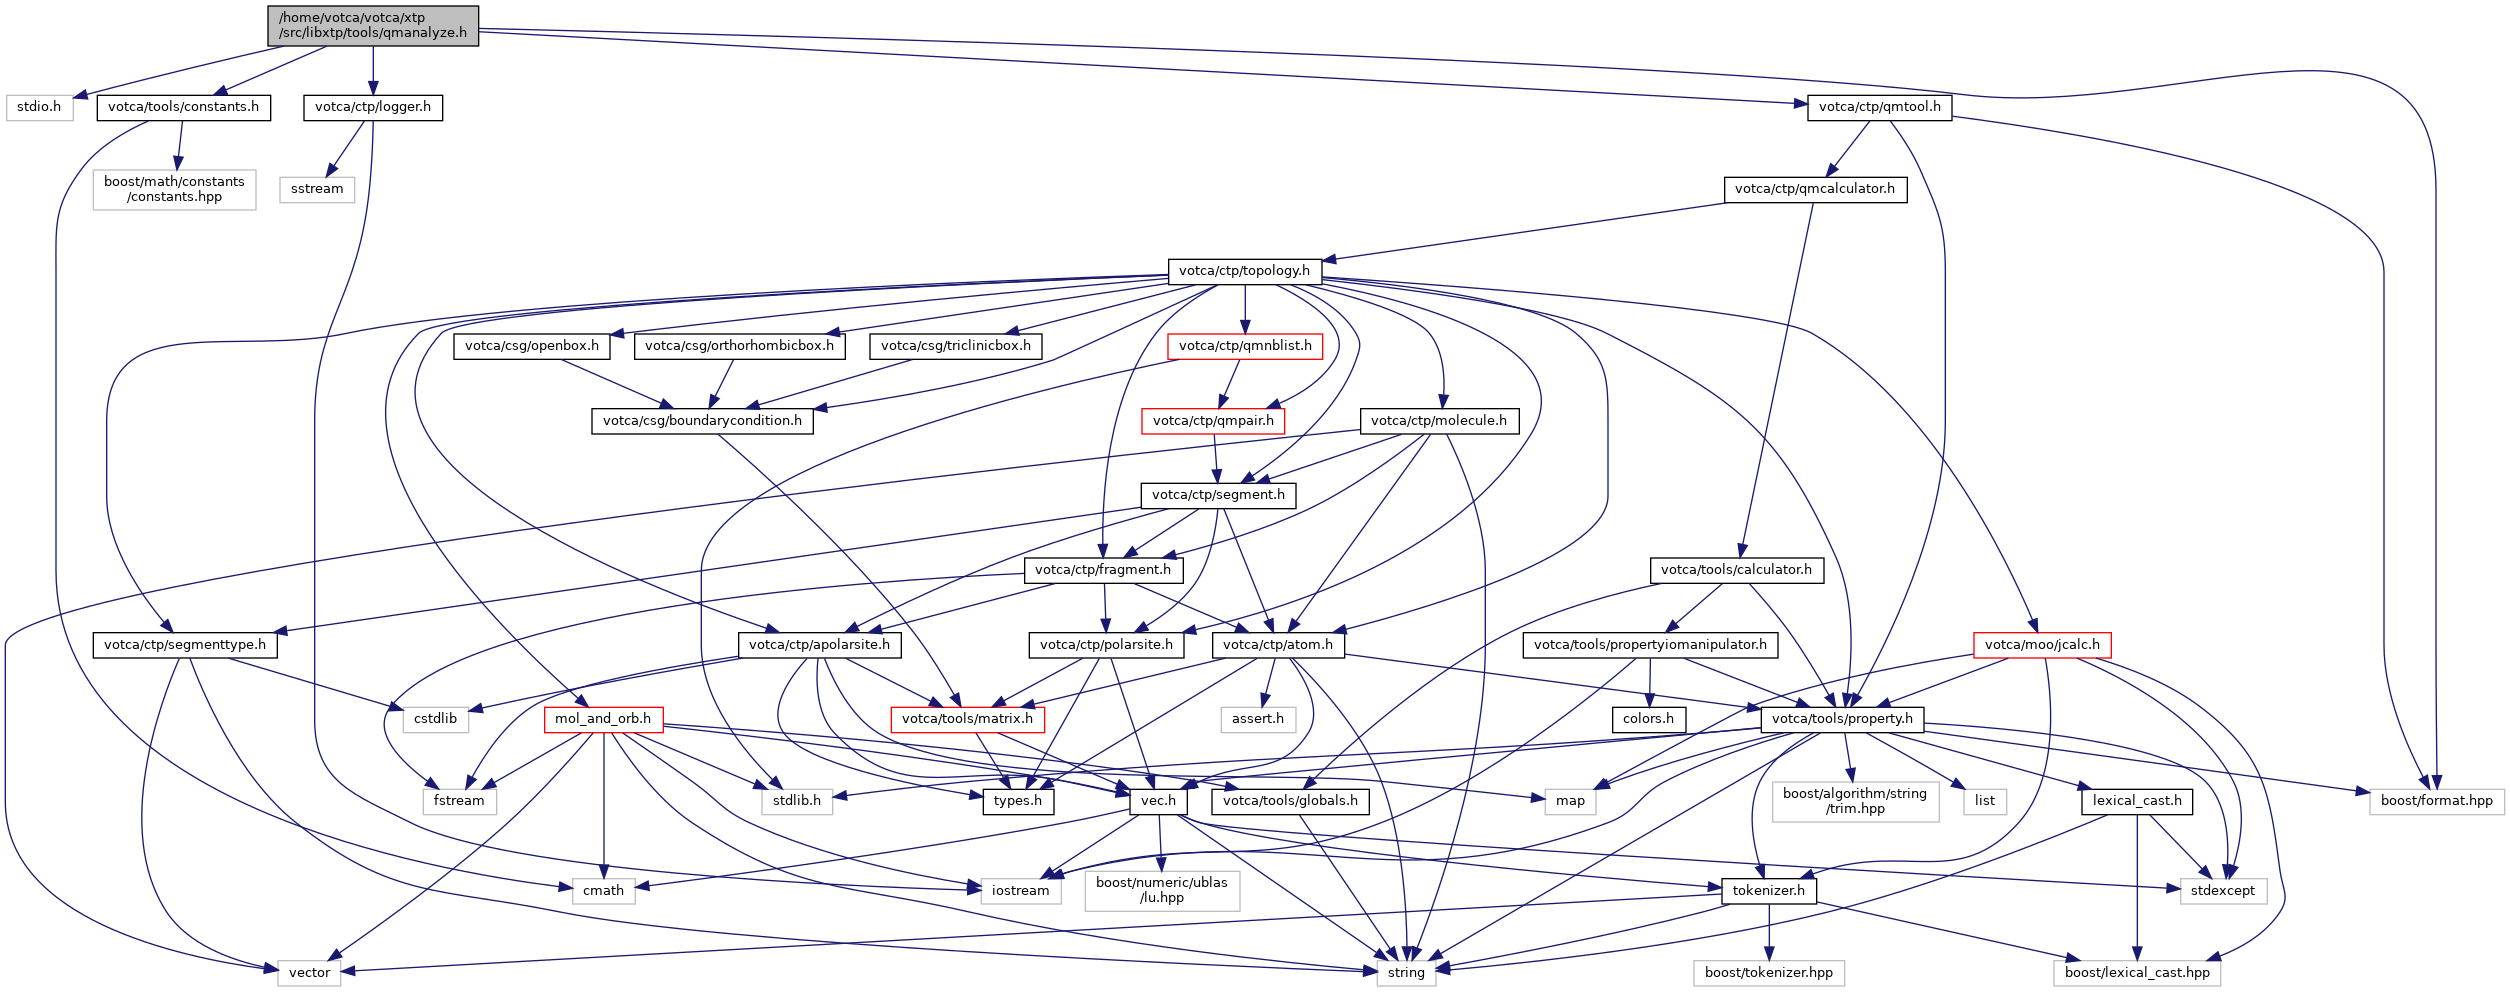 /home/votca/votca/xtp
/src/libxtp/tools/qmanalyze.h
stdio.h
votca/tools/constants.h
votca/ctp/logger.h
votca/ctp/qmtool.h
boost/math/constants
/constants.hpp
sstream
votca/ctp/qmcalculator.h
votca/ctp/topology.h
votca/csg/openbox.h
votca/csg/orthorhombicbox.h
votca/csg/triclinicbox.h
votca/ctp/qmnblist.h
votca/csg/boundarycondition.h
votca/ctp/qmpair.h
votca/ctp/molecule.h
votca/ctp/segment.h
votca/ctp/fragment.h
votca/tools/calculator.h
votca/ctp/segmenttype.h
votca/ctp/apolarsite.h
votca/ctp/polarsite.h
votca/ctp/atom.h
votca/tools/propertyiomanipulator.h
votca/moo/jcalc.h
cstdlib
mol_and_orb.h
votca/tools/matrix.h
assert.h
colors.h
votca/tools/property.h
fstream
stdlib.h
types.h
vec.h
votca/tools/globals.h
map
boost/algorithm/string
/trim.hpp
list
lexical_cast.h
boost/format.hpp
cmath
iostream
boost/numeric/ublas
/lu.hpp
tokenizer.h
stdexcept
vector
string
boost/tokenizer.hpp
boost/lexical_cast.hpp